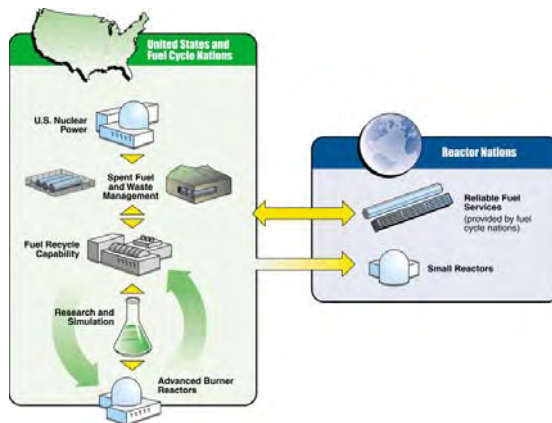 United States and
Fuel Cycle Nations
U.S. Nuclear
Power
Spent Fuel
and Waste
Management
Fuel Recycle
Capability
Research and
Simulation
Advanced Burner
Reactors
Reactor Nations
Reliable Fuel
Services
(provided by fuel
cycle nations)
Small Reactors